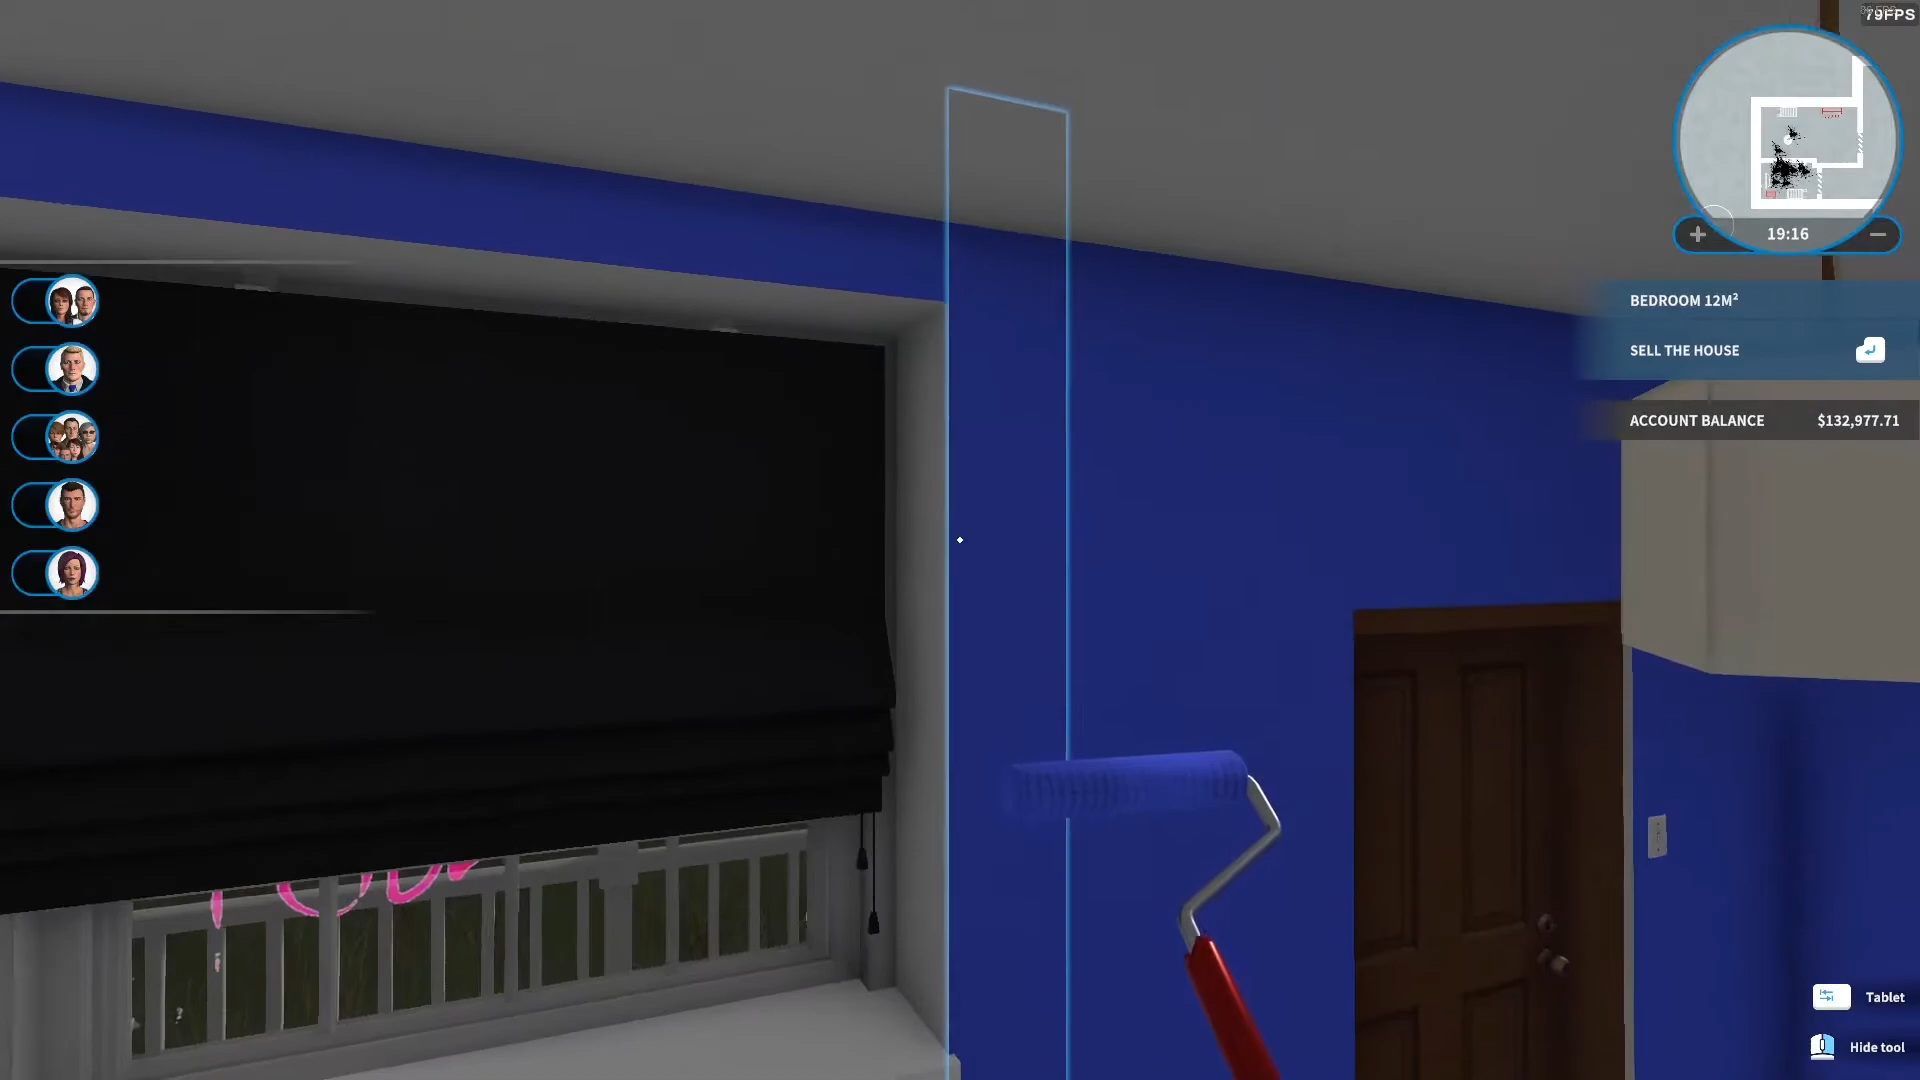 79FPS
19:16
BEDROOM 12M²
SELL THE HOUSE
ACCOUNT BALANCE $132,977.71
Tablet
Hide tool